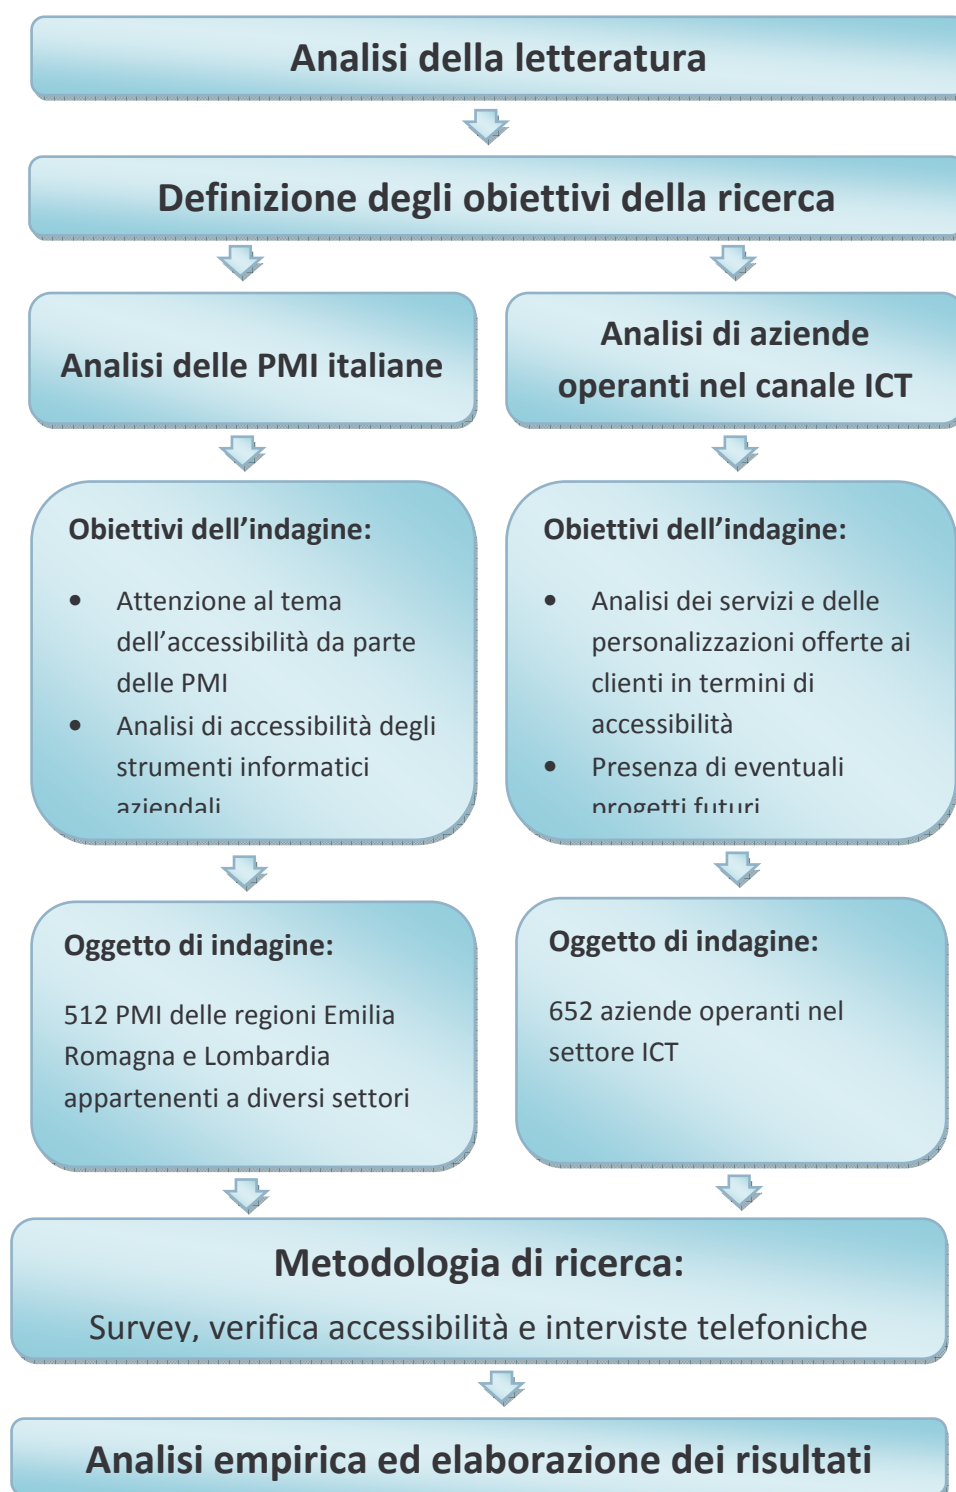 Analisi della letteratura
Definizione degli obiettivi della ricerca
Analisi delle PMI italiane
Analisi di aziende
operanti nel canale ICT
Obiettivi dell’indagine:
• Attenzione al tema
dell’accessibilità da parte
delle PMI
• Analisi di accessibilità degli
strumenti informatici
aziendali
Obiettivi dell’indagine:
• Analisi dei servizi e delle
personalizzazioni offerte ai
clienti in termini di
accessibilità
• Presenza di eventuali
progetti futuri
Oggetto di indagine:
512 PMI delle regioni Emilia
Romagna e Lombardia
appartenenti a diversi settori
Oggetto di indagine:
652 aziende operanti nel
settore ICT
Metodologia di ricerca:
Survey, verifica accessibilità e interviste telefoniche
Analisi empirica ed elaborazione dei risultati